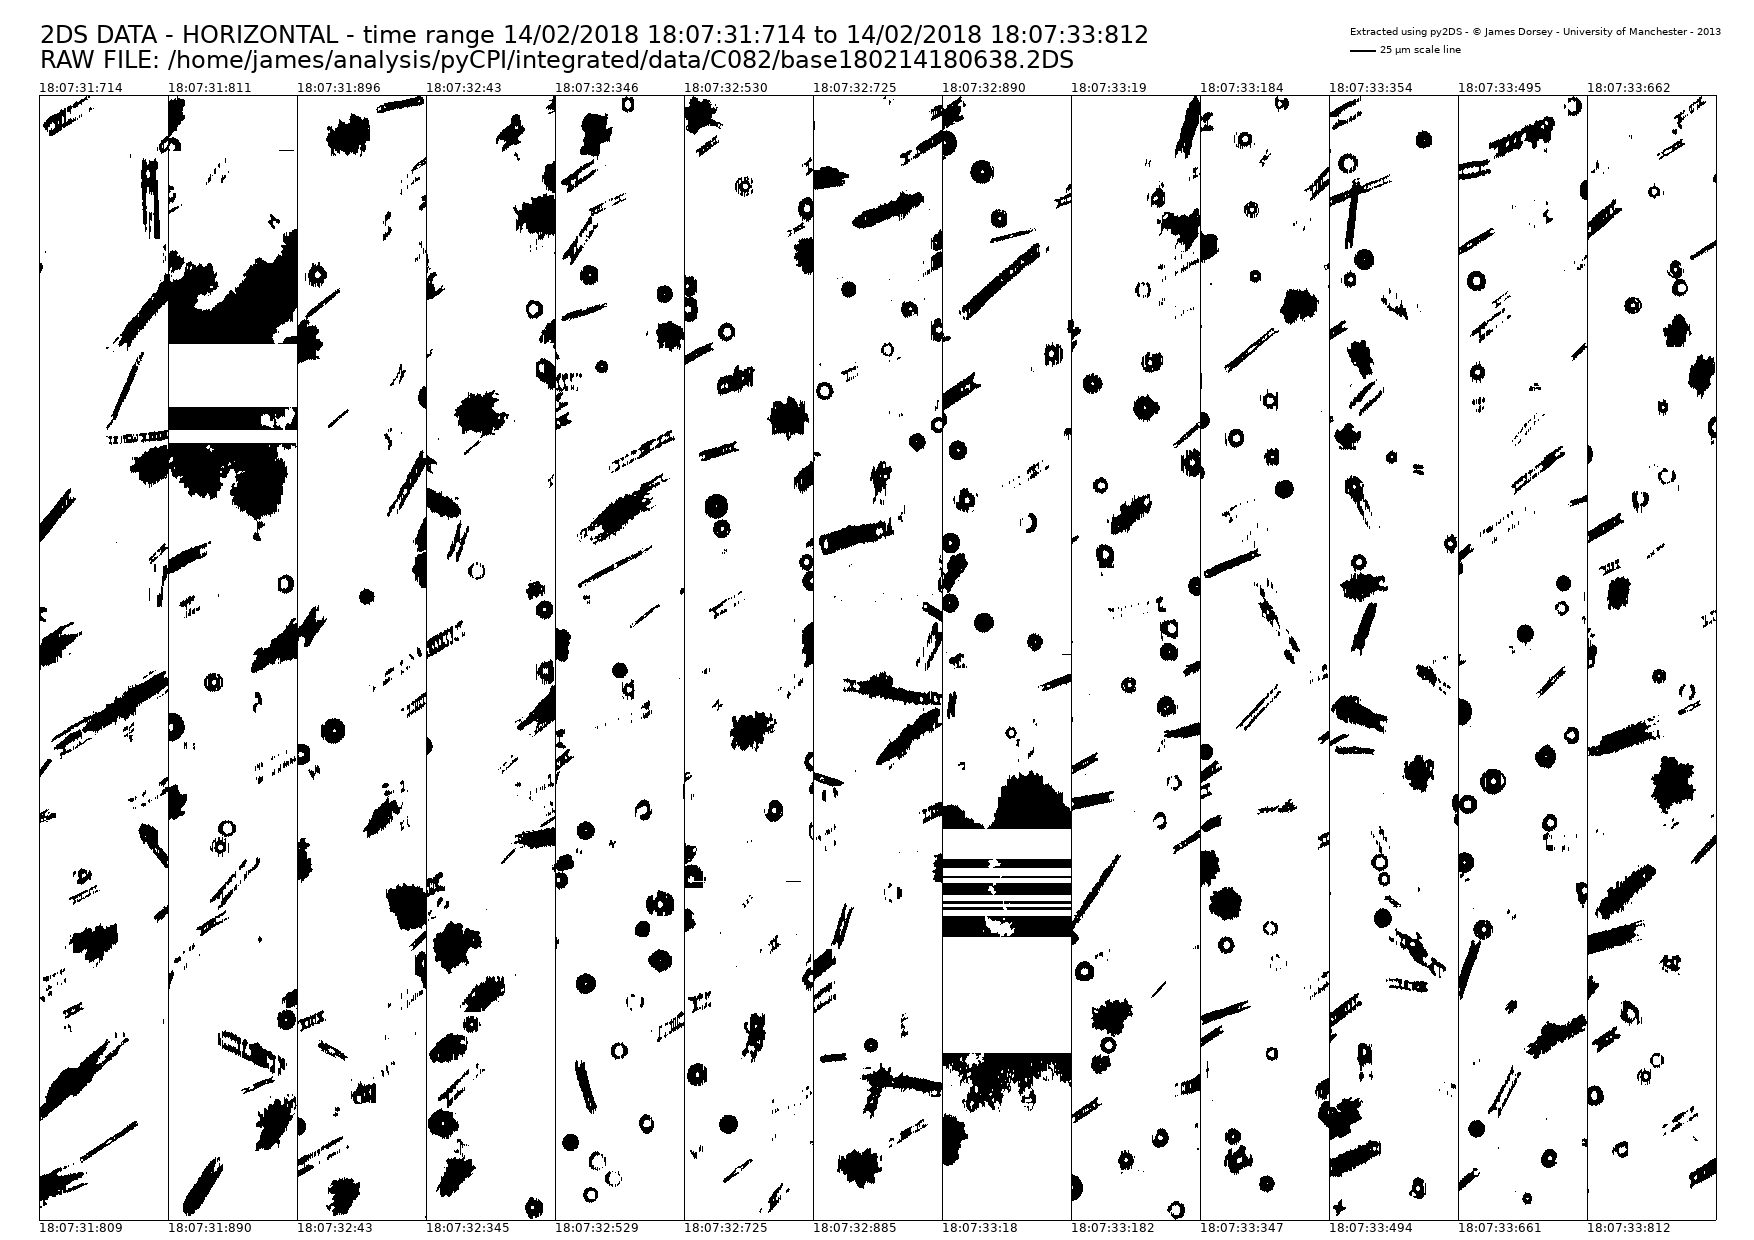 2DS DATA - HORIZONTAL - time range 14/02/2018 18:07:31:714 to 14/02/2018 18:07:33:812
RAW FILE: /home/james/analysis/pyCPI/integrated/data/C082/base180214180638.2DS
Extracted using py2DS - © James Dorsey - University of Manchester - 2013
25 µm scale line
18:07:31:714 18:07:31:811 18:07:31:896 18:07:32:43 18:07:32:346 18:07:32:530 18:07:32:725 18:07:32:890 18:07:33:19 18:07:33:184 18:07:33:354 18:07:33:495 18:07:33:662
18:07:31:809 18:07:31:890 18:07:32:43 18:07:32:345 18:07:32:529 18:07:32:725 18:07:32:885 18:07:33:18 18:07:33:182 18:07:33:347 18:07:33:494 18:07:33:661 18:07:33:812